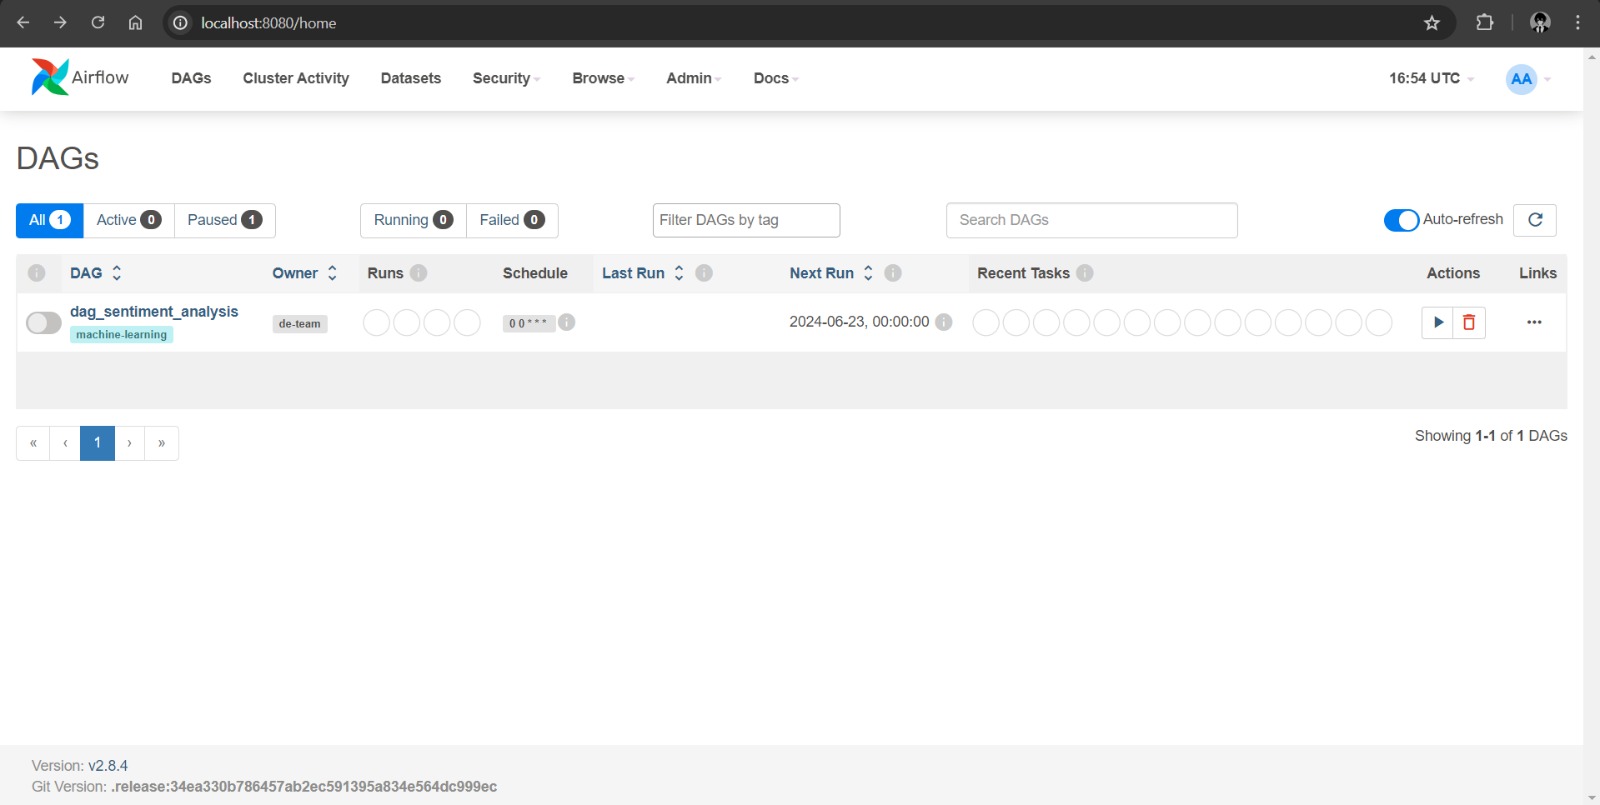 localhost:8080/home
Airflow DAGs Cluster Activity Datasets Security Browse Admin Docs 16:54 UTC AA
DAGs
All 1 Active 0 Paused 1 Running 0 Failed 0 Filter DAGs by tag Search DAGs Auto-refresh
DAG Owner Runs Schedule Last Run Next Run Recent Tasks Actions Links
dag_sentiment_analysis
machine-learning
de-team 0 0 * * * 2024-06-23, 00:00:00
« ‹ 1 › »
Showing 1-1 of 1 DAGs
Version: v2.8.4
Git Version: .release:34ea330b786457ab2ec591395a834e564dc999ec